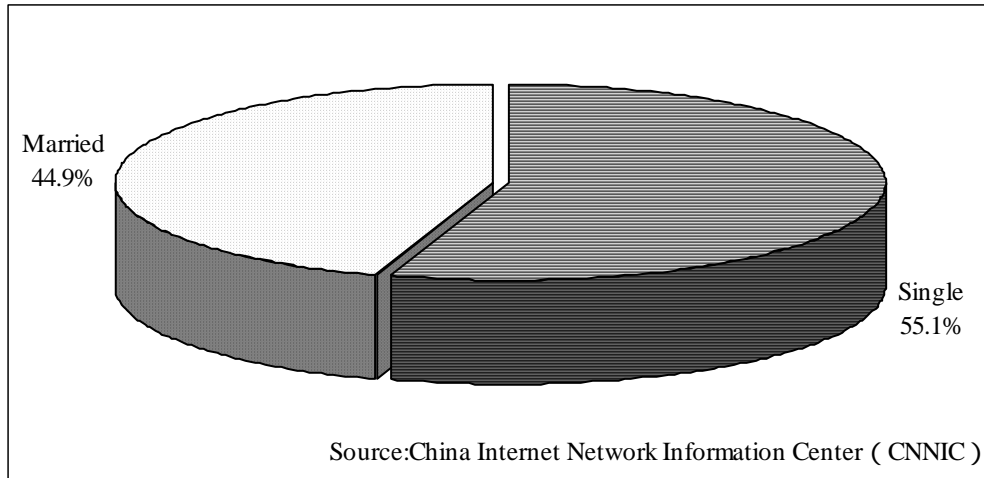 Married
44.9%
Single
55.1%
Source:China Internet Network Information Center（CNNIC）